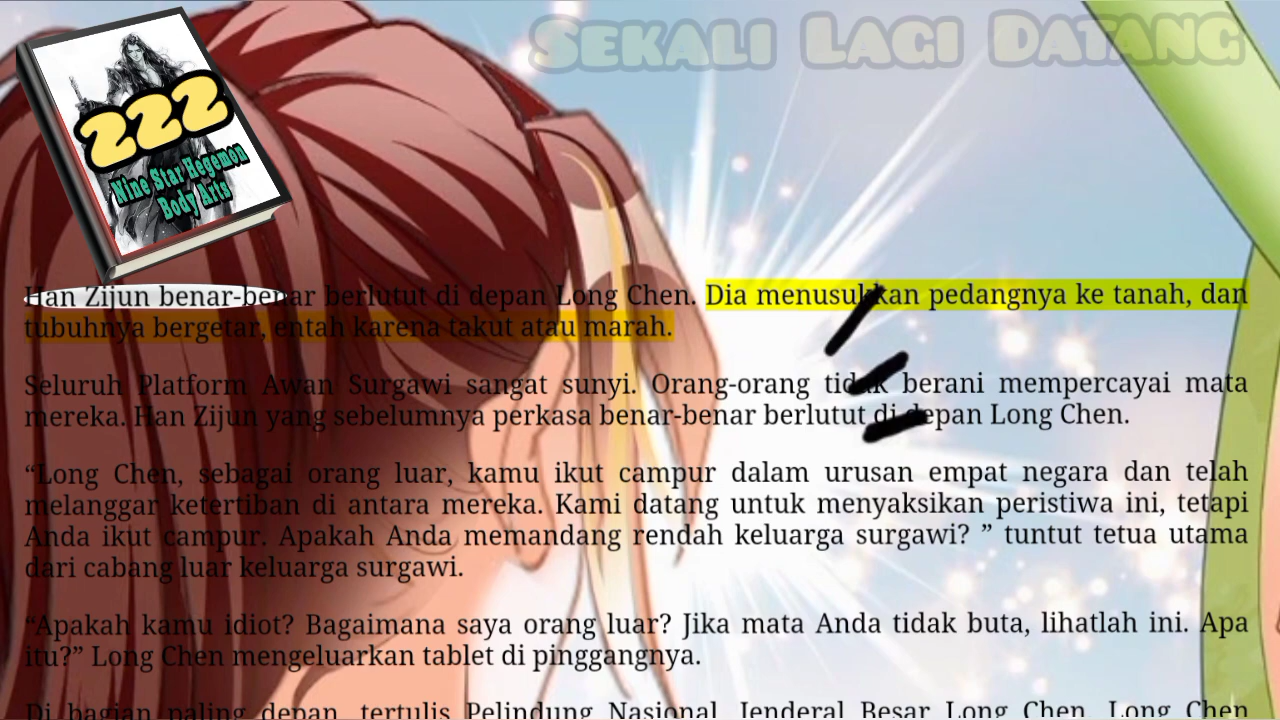 Sekali Lagi Datang
222
Nine Star Hegemon
Body Arts
Han Zijun benar-benar berlutut di depan Long Chen. Dia menusukkan pedangnya ke tanah, dan
tubuhnya bergetar, entah karena takut atau marah.
Seluruh Platform Awan Surgawi sangat sunyi. Orang-orang tidak berani mempercayai mata
mereka. Han Zijun yang sebelumnya perkasa benar-benar berlutut di depan Long Chen.
“Long Chen, sebagai orang luar, kamu ikut campur dalam urusan empat negara dan telah
melanggar ketertiban di antara mereka. Kami datang untuk menyaksikan peristiwa ini, tetapi
Anda ikut campur. Apakah Anda memandang rendah keluarga surgawi? ” tuntut tetua utama
dari cabang luar keluarga surgawi.
“Apakah kamu idiot? Bagaimana saya orang luar? Jika mata Anda tidak buta, lihatlah ini. Apa
itu?” Long Chen mengeluarkan tablet di pinggangnya.
Di bagian paling depan, tertulis Pelindung Nasional, Jenderal Besar Long Chen. Long Chen